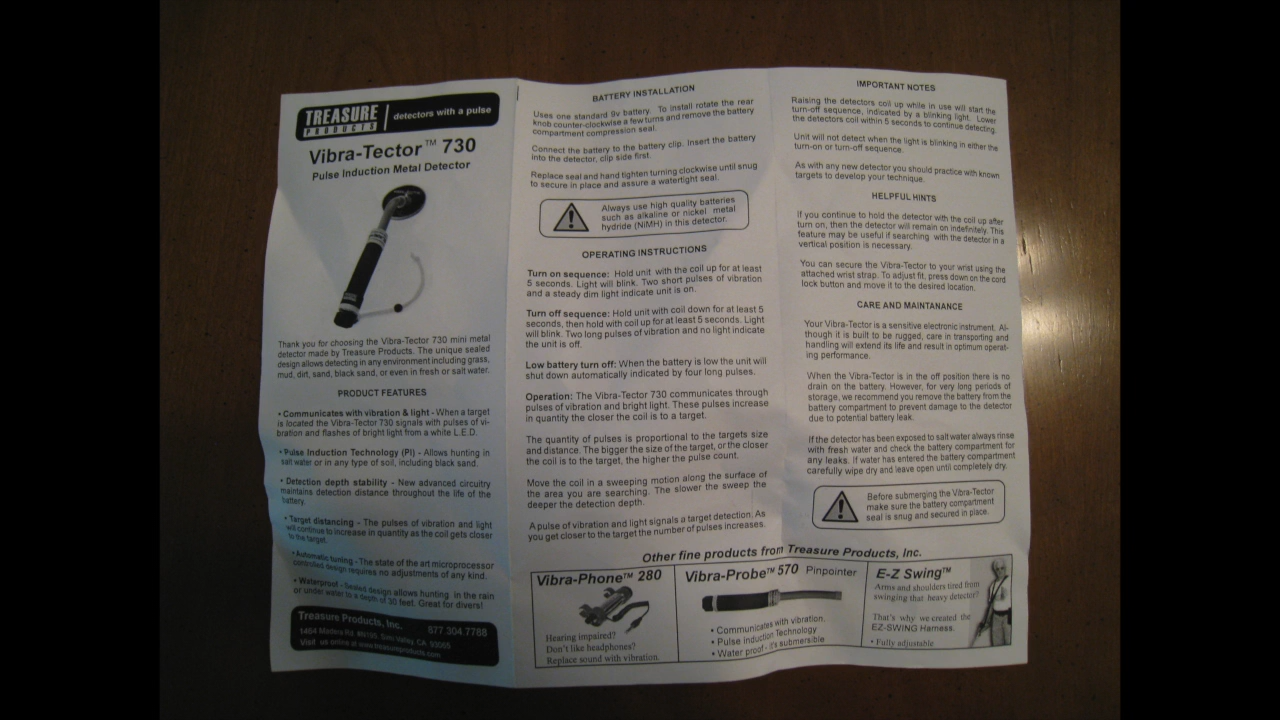 TREASURE
PRODUCTS
detectors with a pulse
Vibra-Tector™ 730
Pulse Induction Metal Detector
Thank you for choosing the Vibra-Tector 730 mini metal
detector made by Treasure Products. The unique sealed
design allows detecting in any environment including grass,
mud, dirt, sand, black sand, or even in fresh or salt water.
PRODUCT FEATURES
• Communicates with vibration & light - When a target
is located the Vibra-Tector 730 signals with pulses of vi-
bration and flashes of bright light from a white L.E.D.
• Pulse Induction Technology (PI) - Allows hunting in
salt water or in any type of soil, including black sand.
• Detection depth stability - New advanced circuitry
maintains detection distance throughout the life of the
battery.
• Target distancing - The pulses of vibration and light
will continue to increase in quantity as the coil gets closer
to the target.
• Automatic tuning - The state of the art microprocessor
controlled design requires no adjustments of any kind.
• Waterproof - Sealed design allows hunting in the rain
or under water to a depth of 30 feet. Great for divers!
Treasure Products, Inc.
1464 Madera Rd. #N190, Simi Valley, CA 93065
877.304.7788
Visit us online at www.treasureproducts.com
BATTERY INSTALLATION
Uses one standard 9v battery. To install rotate the rear
knob counter-clockwise a few turns and remove the battery
compartment compression seal.
Connect the battery to the battery clip. Insert the battery
into the detector, clip side first.
Replace seal and hand tighten turning clockwise until snug
to secure in place and assure a watertight seal.
Always use high quality batteries
such as alkaline or nickel metal
hydride (NiMH) in this detector.
OPERATING INSTRUCTIONS
Turn on sequence: Hold unit with the coil up for at least
5 seconds. Light will blink. Two short pulses of vibration
and a steady dim light indicate unit is on.
Turn off sequence: Hold unit with coil down for at least 5
seconds, then hold with coil up for at least 5 seconds. Light
will blink. Two long pulses of vibration and no light indicate
the unit is off.
Low battery turn off: When the battery is low the unit will
shut down automatically indicated by four long pulses.
Operation: The Vibra-Tector 730 communicates through
pulses of vibration and bright light. These pulses increase
in quantity the closer the coil is to a target.
The quantity of pulses is proportional to the targets size
and distance. The bigger the size of the target, or the closer
the coil is to the target, the higher the pulse count.
Move the coil in a sweeping motion along the surface of
the area you are searching. The slower the sweep the
deeper the detection depth.
A pulse of vibration and light signals a target detection. As
you get closer to the target the number of pulses increases.
IMPORTANT NOTES
Raising the detectors coil up while in use will start the
turn-off sequence, indicated by a blinking light. Lower
the detectors coil within 5 seconds to continue detecting.
Unit will not detect when the light is blinking in either the
turn-on or turn-off sequence.
As with any new detector you should practice with known
targets to develop your technique.
HELPFUL HINTS
If you continue to hold the detector with the coil up after
turn on, then the detector will remain on indefinitely. This
feature may be useful if searching with the detector in a
vertical position is necessary.
You can secure the Vibra-Tector to your wrist using the
attached wrist strap. To adjust fit, press down on the cord
lock button and move it to the desired location.
CARE AND MAINTANANCE
Your Vibra-Tector is a sensitive electronic instrument. Al-
though it is built to be rugged, care in transporting and
handling will extend its life and result in optimum operat-
ing performance.
When the Vibra-Tector is in the off position there is no
drain on the battery. However, for very long periods of
storage, we recommend you remove the battery from the
battery compartment to prevent damage to the detector
due to potential battery leak.
If the detector has been exposed to salt water always rinse
with fresh water and check the battery compartment for
any leaks. If water has entered the battery compartment
carefully wipe dry and leave open until completely dry.
Before submerging the Vibra-Tector
make sure the battery compartment
seal is snug and secured in place.
Other fine products from Treasure Products, Inc.
Vibra-Phone™ 280
Hearing impaired?
Don't like headphones?
Replace sound with vibration.
Vibra-Probe™ 570 Pinpointer
• Communicates with vibration.
• Pulse Induction Technology
• Water proof - it's submersible
E-Z Swing™
Arms and shoulders tired from
swinging that heavy detector?
That's why we created the
EZ-SWING Harness.
• Fully adjustable